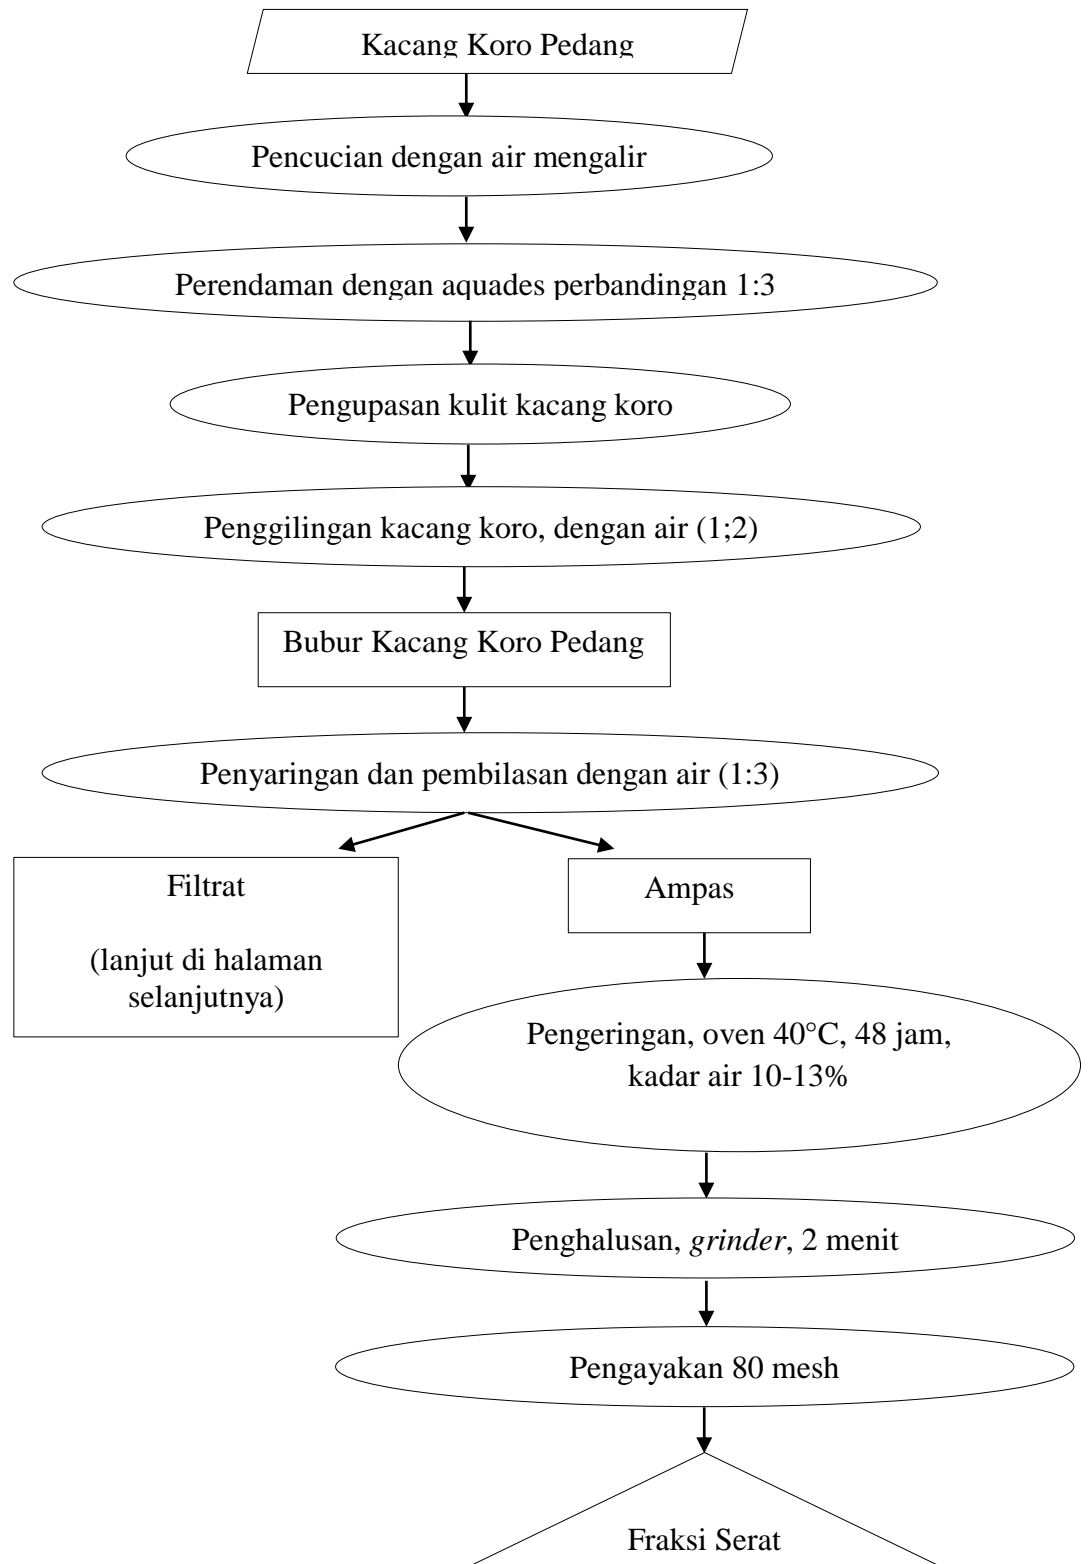 Kacang Koro Pedang
Pencucian dengan air mengalir
Perendaman dengan aquades perbandingan 1:3
Pengupasan kulit kacang koro
Penggilingan kacang koro, dengan air (1;2)
Bubur Kacang Koro Pedang
Penyaringan dan pembilasan dengan air (1:3)
Filtrat
(lanjut di halaman
selanjutnya)
Ampas
Pengeringan, oven 40°C, 48 jam,
kadar air 10-13%
Penghalusan, grinder, 2 menit
Pengayakan 80 mesh
Fraksi Serat